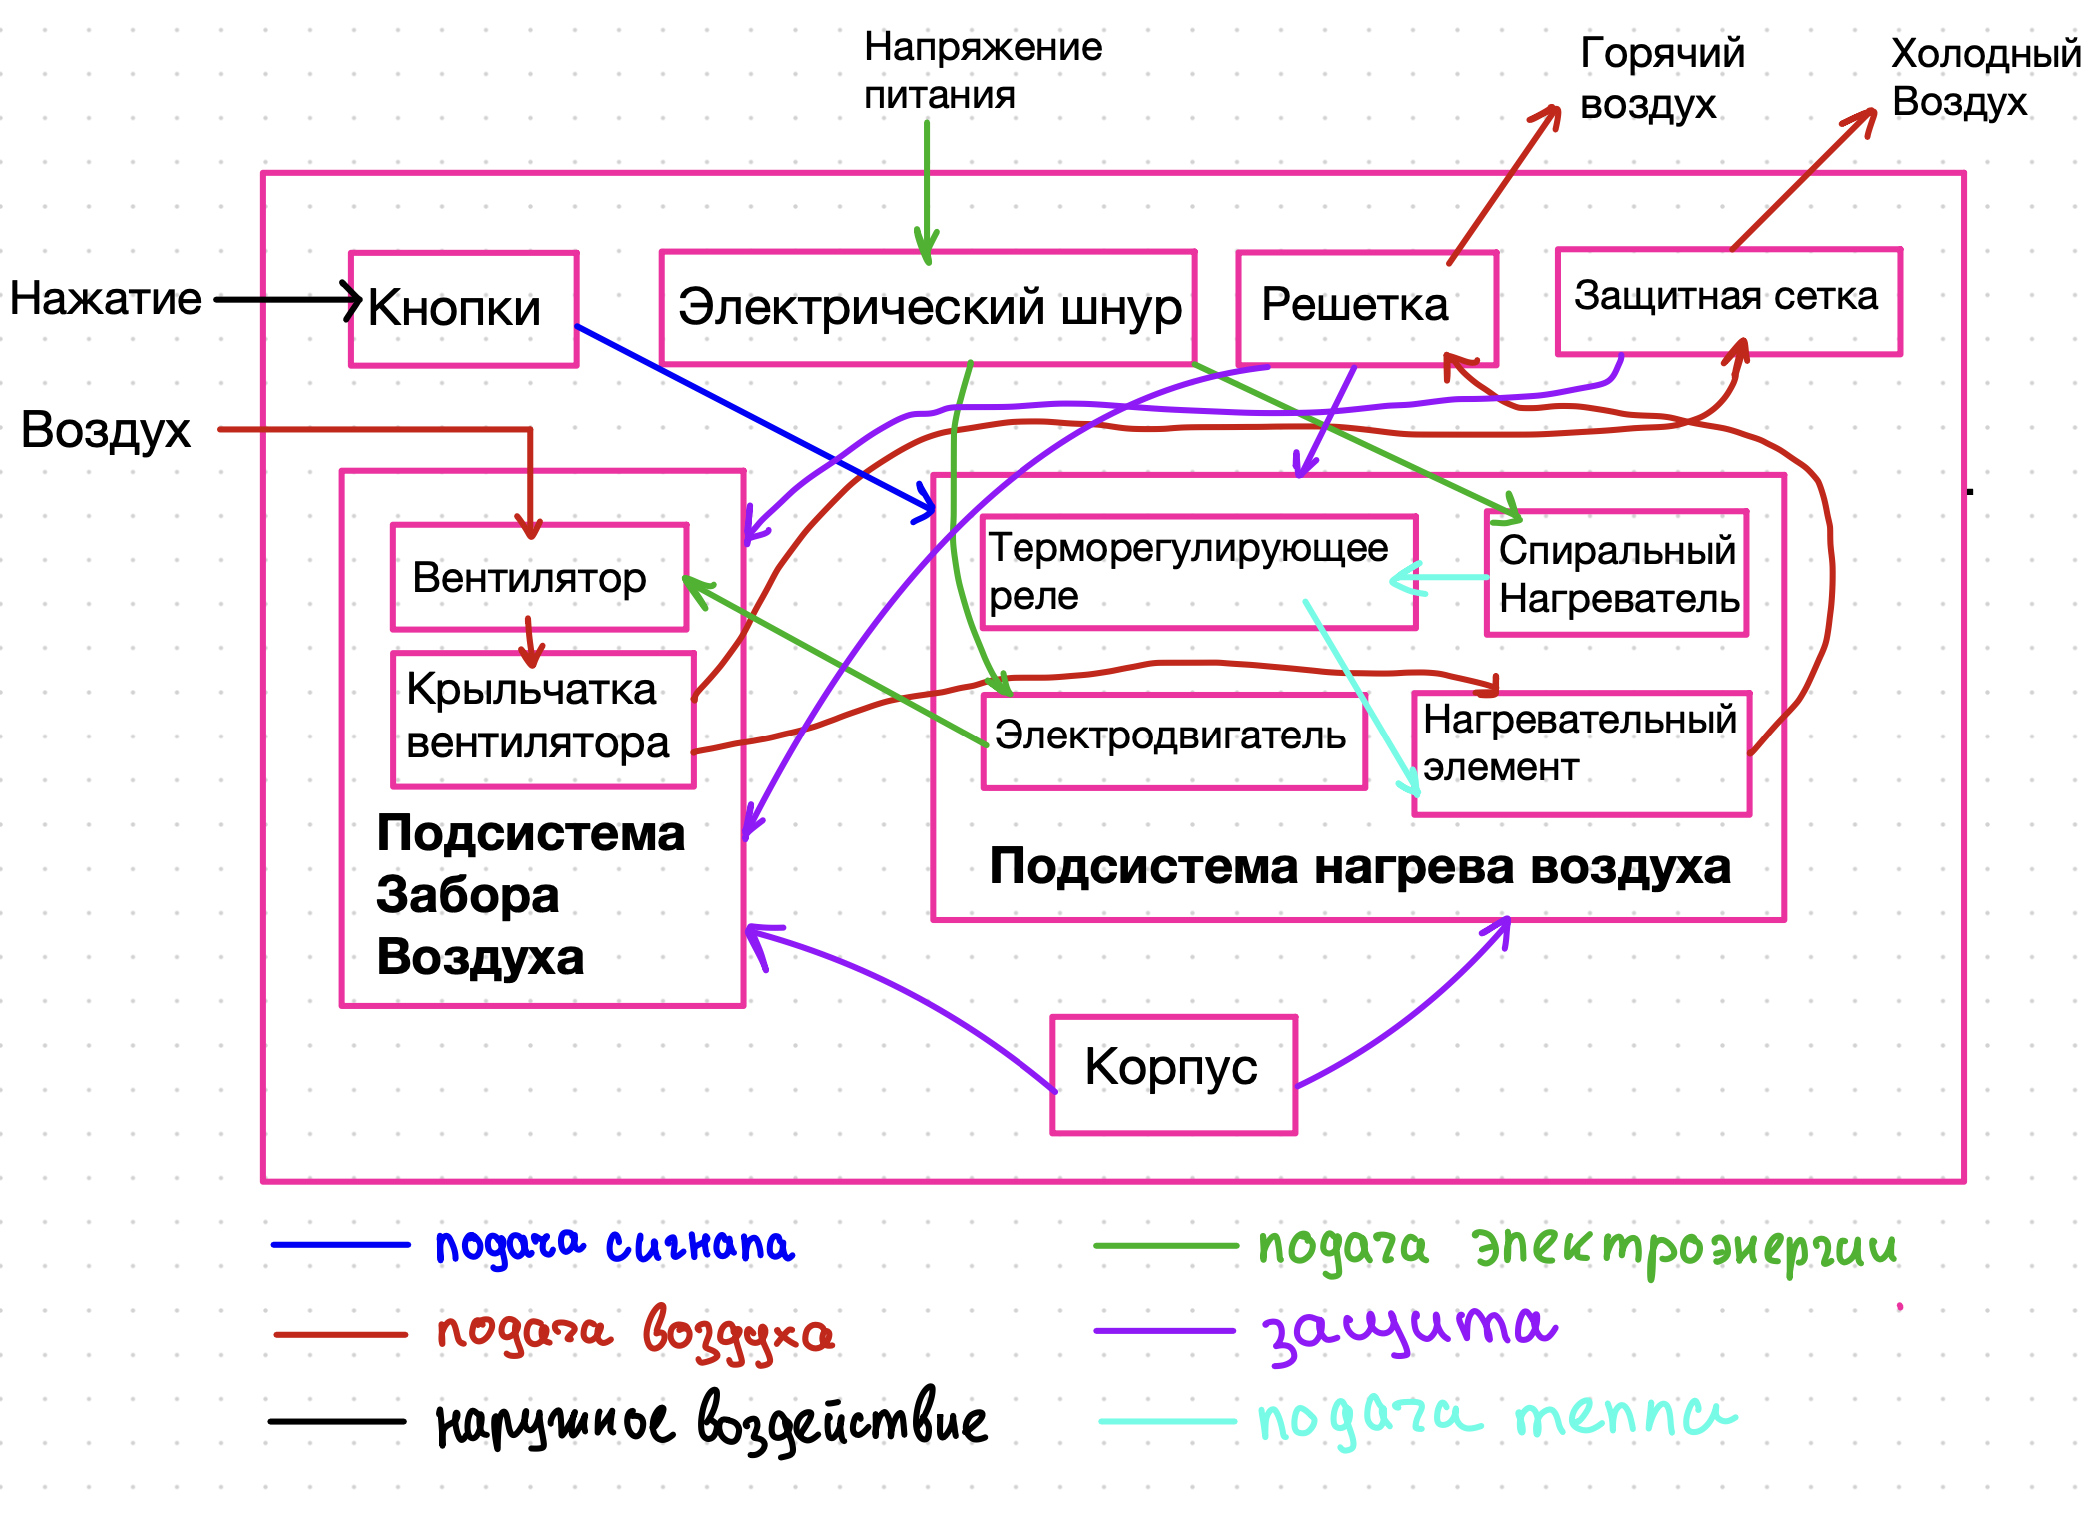 Напряжение
питания
Горячий
воздух
Холодный
Воздух
Нажатие
Кнопки
Электрический шнур
Решетка
Защитная сетка
Воздух
Вентилятор
Крыльчатка
вентилятора
Подсистема
Забора
Воздуха
Терморегулирующее
реле
Спиральный
Нагреватель
Электродвигатель
Нагревательный
элемент
Подсистема нагрева воздуха
Корпус
подача сигнала
подача электроэнергии
подача воздуха
защита
наружное воздействие
подача тепла